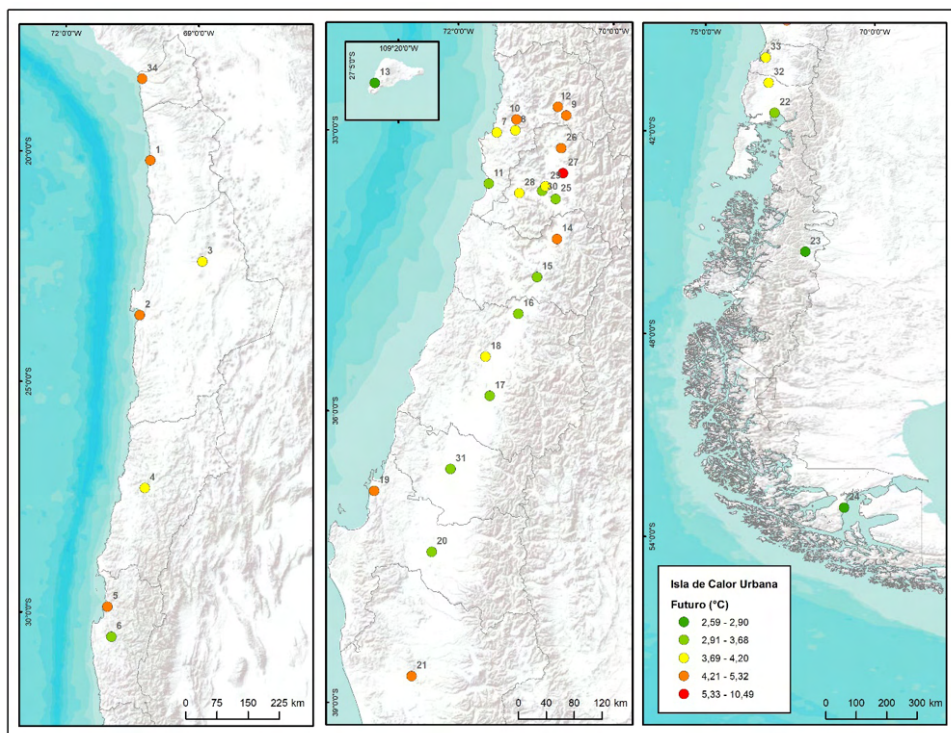 72°0'0"W
69°0'0"W
20°0'0"S
25°0'0"S
30°0'0"S
34
1
3
2
4
5
6
0 75 150 225 km
72°0'0"W
70°0'0"W
109°20'0"W
27°5'0"S
13
33°0'0"S
36°0'0"S
39°0'0"S
12
9
10
7
8
26
27
11
28
29
30
25
14
15
16
18
17
31
19
20
21
0 40 80 120 km
75°0'0"W
70°0'0"W
42°0'0"S
48°0'0"S
54°0'0"S
33
32
22
23
24
Isla de Calor Urbana
Futuro (°C)
2,59 - 2,90
2,91 - 3,68
3,69 - 4,20
4,21 - 5,32
5,33 - 10,49
0 100 200 300 km